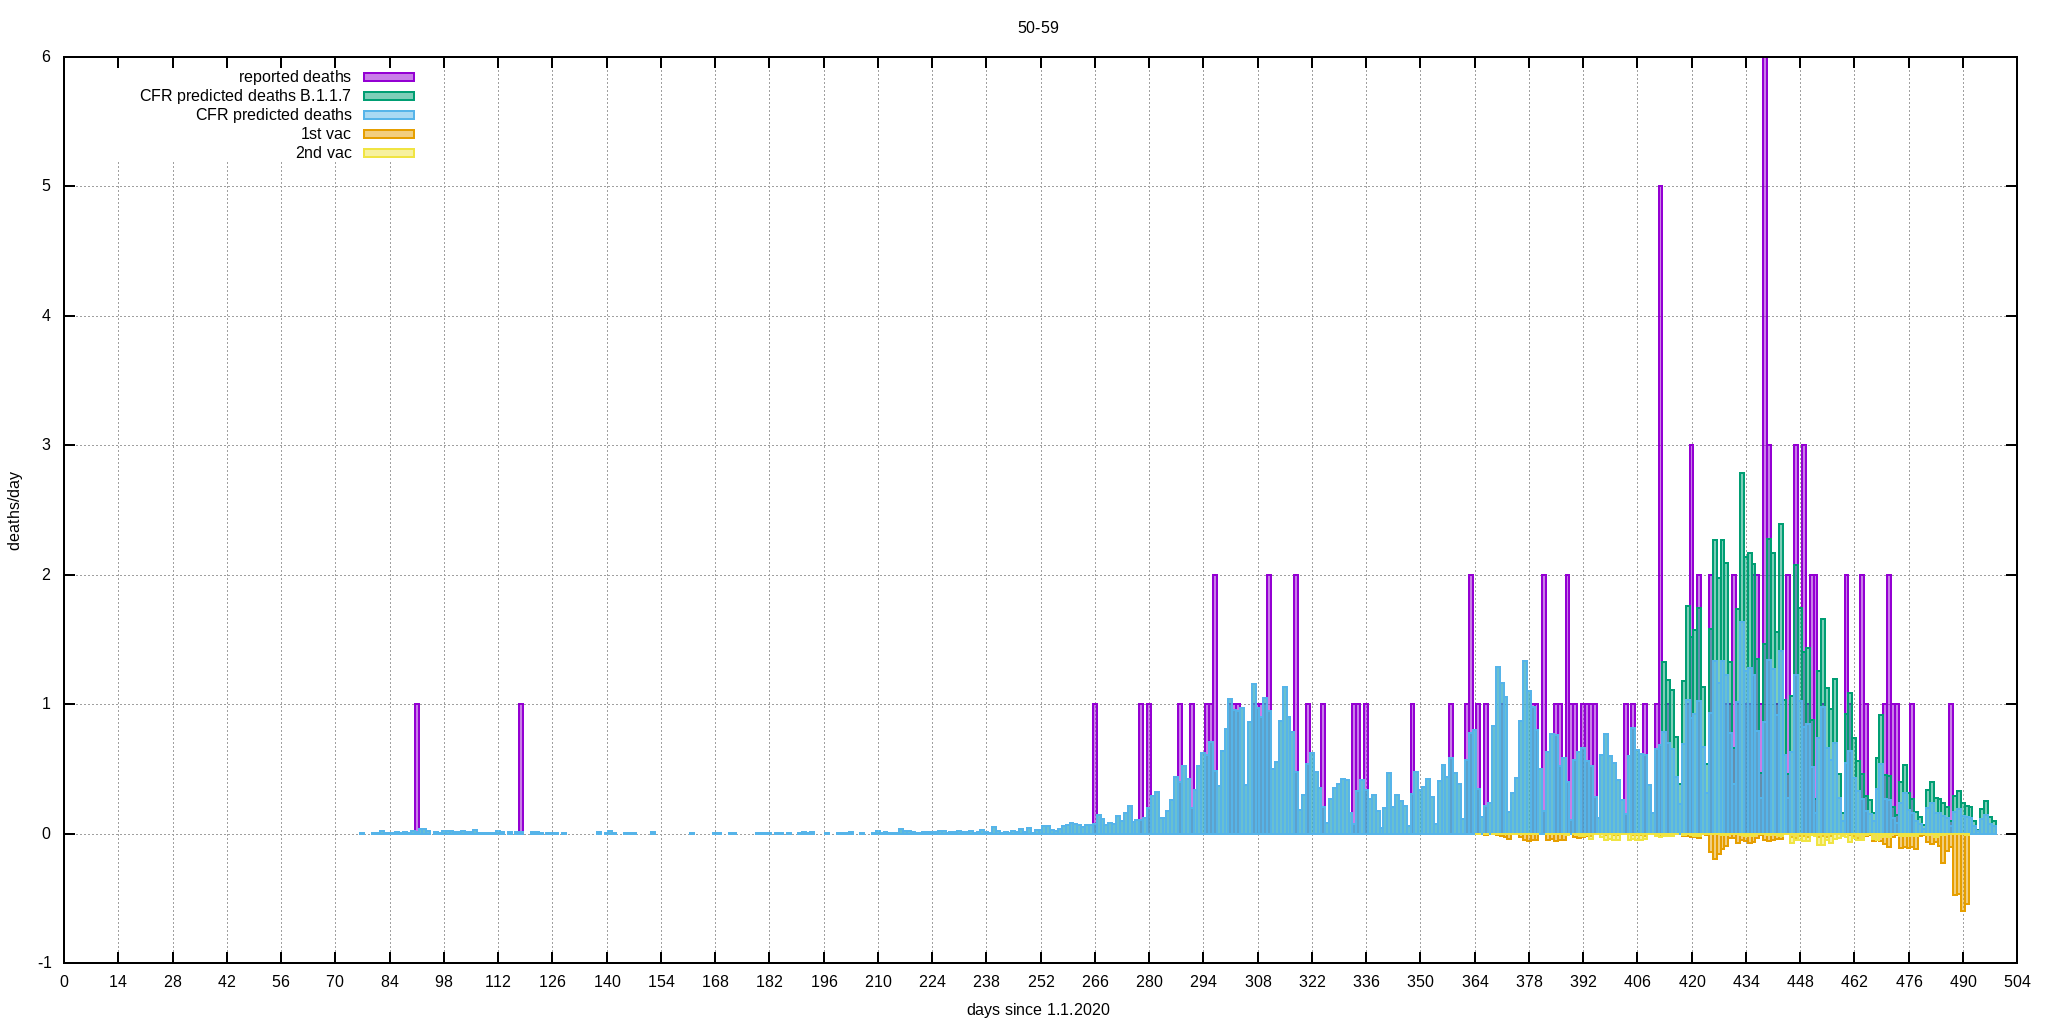 50-59
reported deaths
CFR predicted deaths B.1.1.7
CFR predicted deaths
1st vac
2nd vac
6
5
4
3
2
1
0
-1
deaths/day
0 14 28 42 56 70 84 98 112 126 140 154 168 182 196 210 224 238 252 266 280 294 308 322 336 350 364 378 392 406 420 434 448 462 476 490 504
days since 1.1.2020